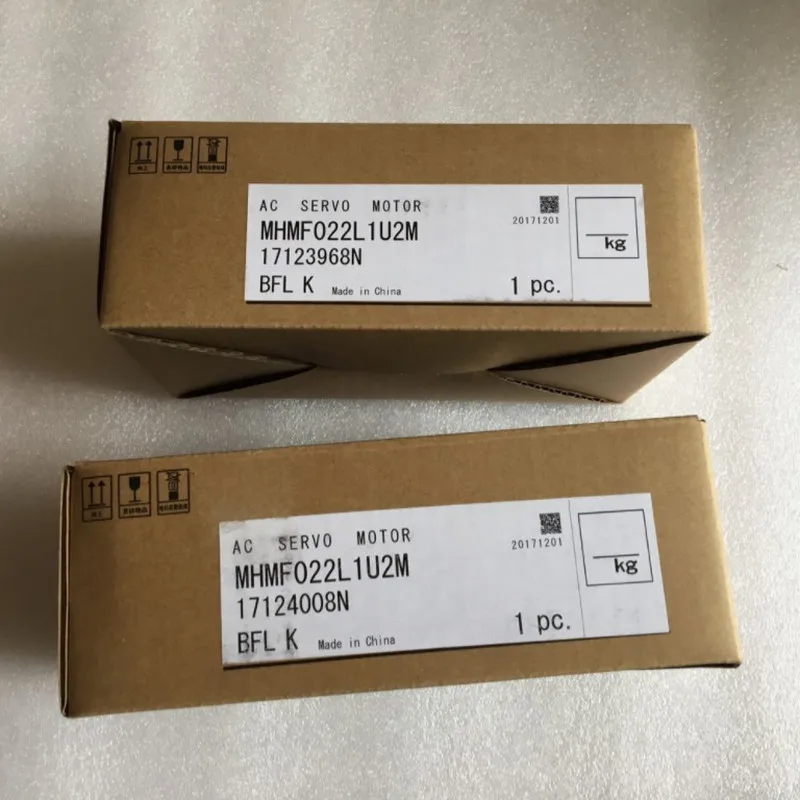 AC SERVO MOTOR
20171201
MHMF022L1U2M
17123968N
BFL K Made in China
1 pc.
kg
AC SERVO MOTOR
20171201
MHMF022L1U2M
17124008N
BFL K Made in China
1 pc.
kg